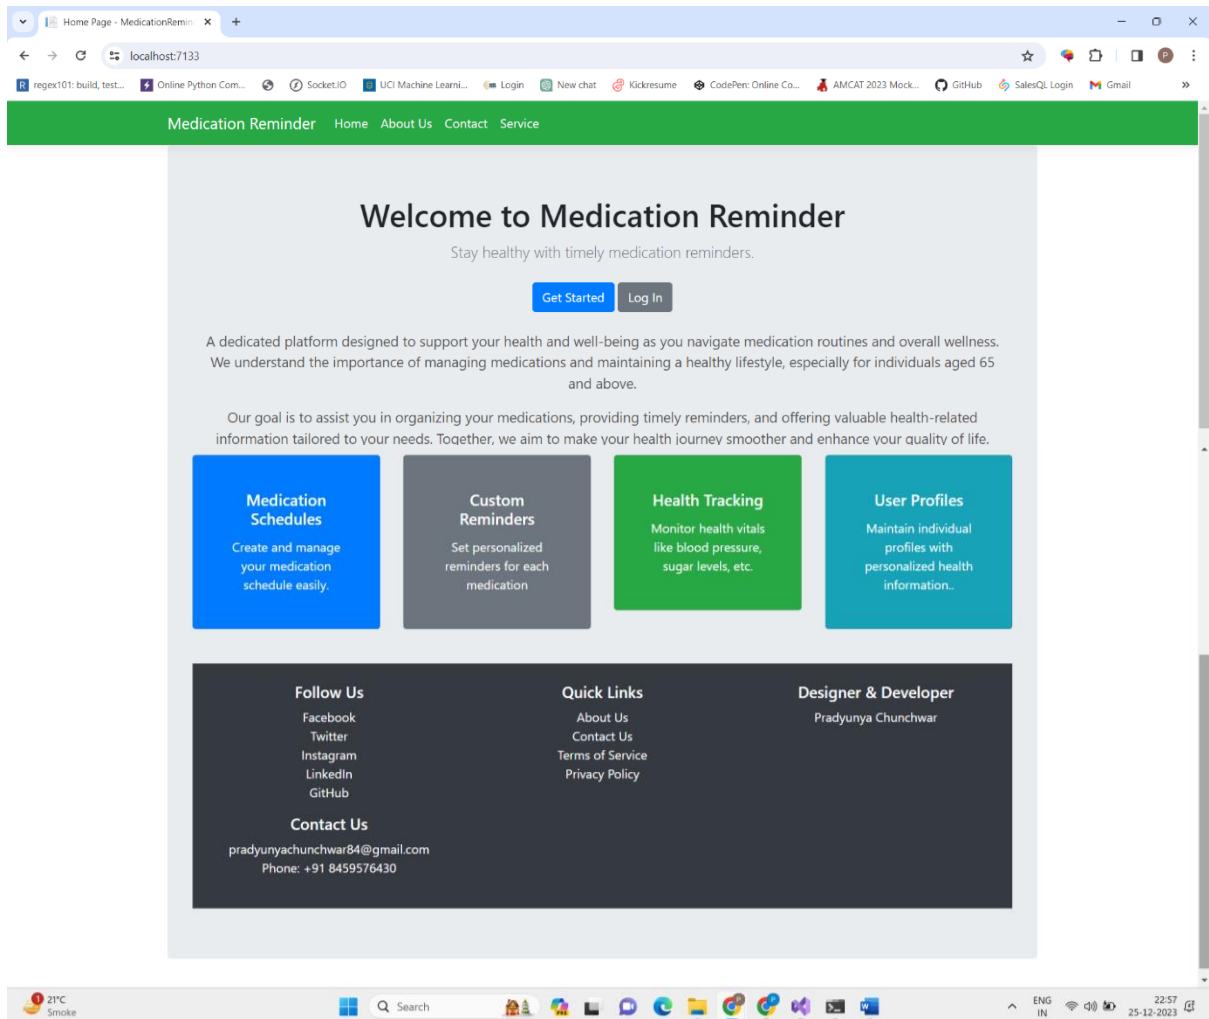 Home Page - MedicationRemin
localhost:7133
P
regex101: build, test...
Online Python Com...
Socket.IO
UCI Machine Learni...
Login
New chat
Kickresume
CodePen: Online Co...
AMCAT 2023 Mock...
GitHub
SalesQL Login
Gmail
Medication Reminder Home About Us Contact Service
Welcome to Medication Reminder
Stay healthy with timely medication reminders.
Get Started Log In
A dedicated platform designed to support your health and well-being as you navigate medication routines and overall wellness.
We understand the importance of managing medications and maintaining a healthy lifestyle, especially for individuals aged 65
and above.
Our goal is to assist you in organizing your medications, providing timely reminders, and offering valuable health-related
information tailored to your needs. Together, we aim to make your health journey smoother and enhance your quality of life.
Medication
Schedules
Create and manage
your medication
schedule easily.
Custom
Reminders
Set personalized
reminders for each
medication
Health Tracking
Monitor health vitals
like blood pressure,
sugar levels, etc.
User Profiles
Maintain individual
profiles with
personalized health
information..
Follow Us
Facebook
Twitter
Instagram
LinkedIn
GitHub
Contact Us
pradyunyachunchwar84@gmail.com
Phone: +91 8459576430
Quick Links
About Us
Contact Us
Terms of Service
Privacy Policy
Designer & Developer
Pradyunya Chunchwar
1
21°C
Smoke
Search
ENG
IN
22:57
25-12-2023